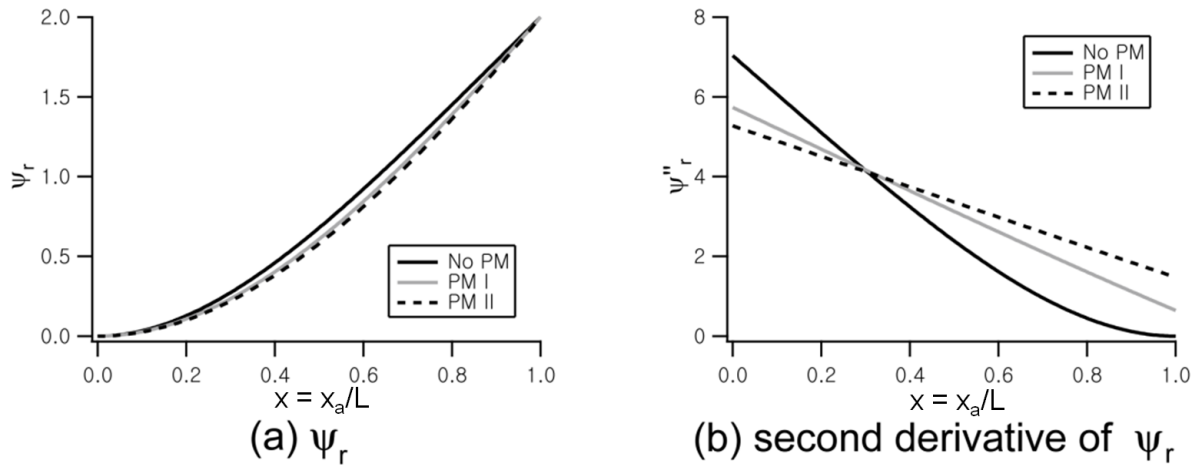 2.0
1.5
1.0
0.5
0.0
ψr
No PM
PM I
PM II
0.0 0.2 0.4 0.6 0.8 1.0
x = xa/L
(a) ψr
8
6
4
2
0
ψ"r
No PM
PM I
PM II
0.0 0.2 0.4 0.6 0.8 1.0
x = xa/L
(b) second derivative of ψr